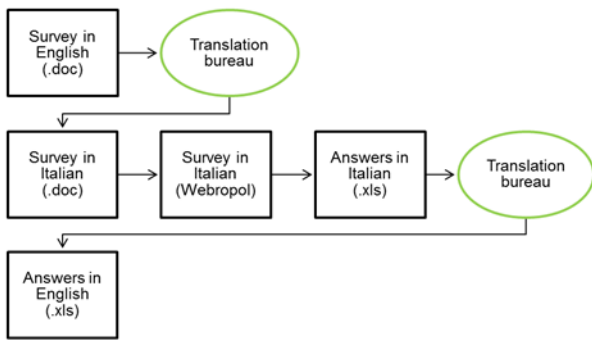 Survey in
English
(.doc)
Translation
bureau
Survey in
Italian
(.doc)
Survey in
Italian
(Webropol)
Answers in
Italian
(.xls)
Translation
bureau
Answers in
English
(.xls)